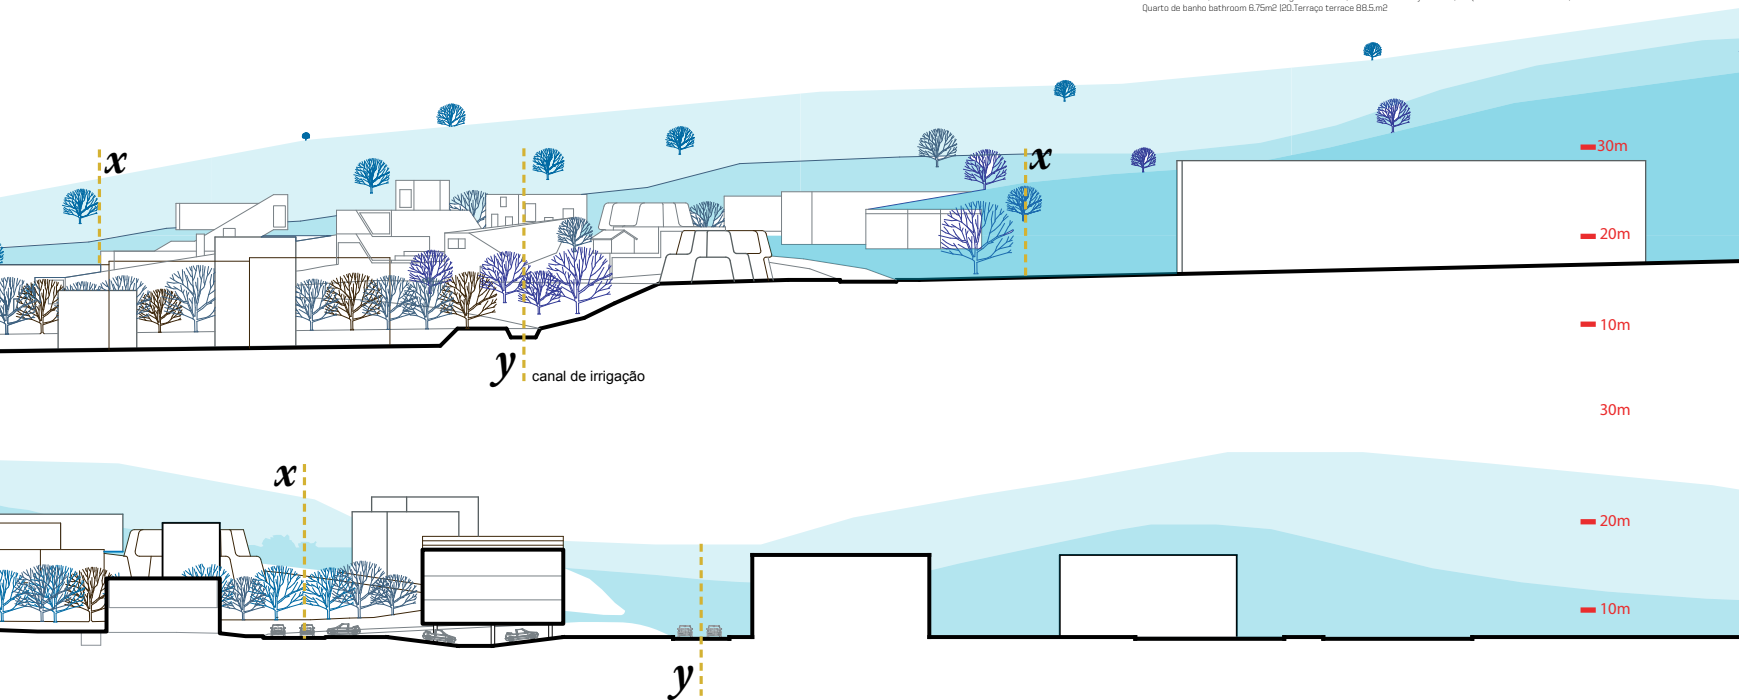 Quarto de banho bathroom 6.75m2 |20.Terraço terrace 88.5.m2
x
x
30m
20m
10m
y
canal de irrigação
30m
x
20m
10m
y